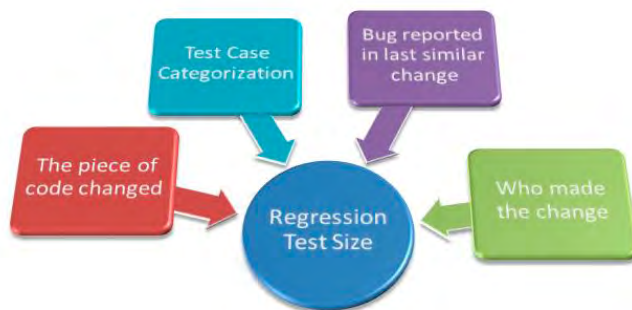 Test Case
Categorization
Bug reported
in last similar
change
The piece of
code changed
Who made
the change
Regression
Test Size